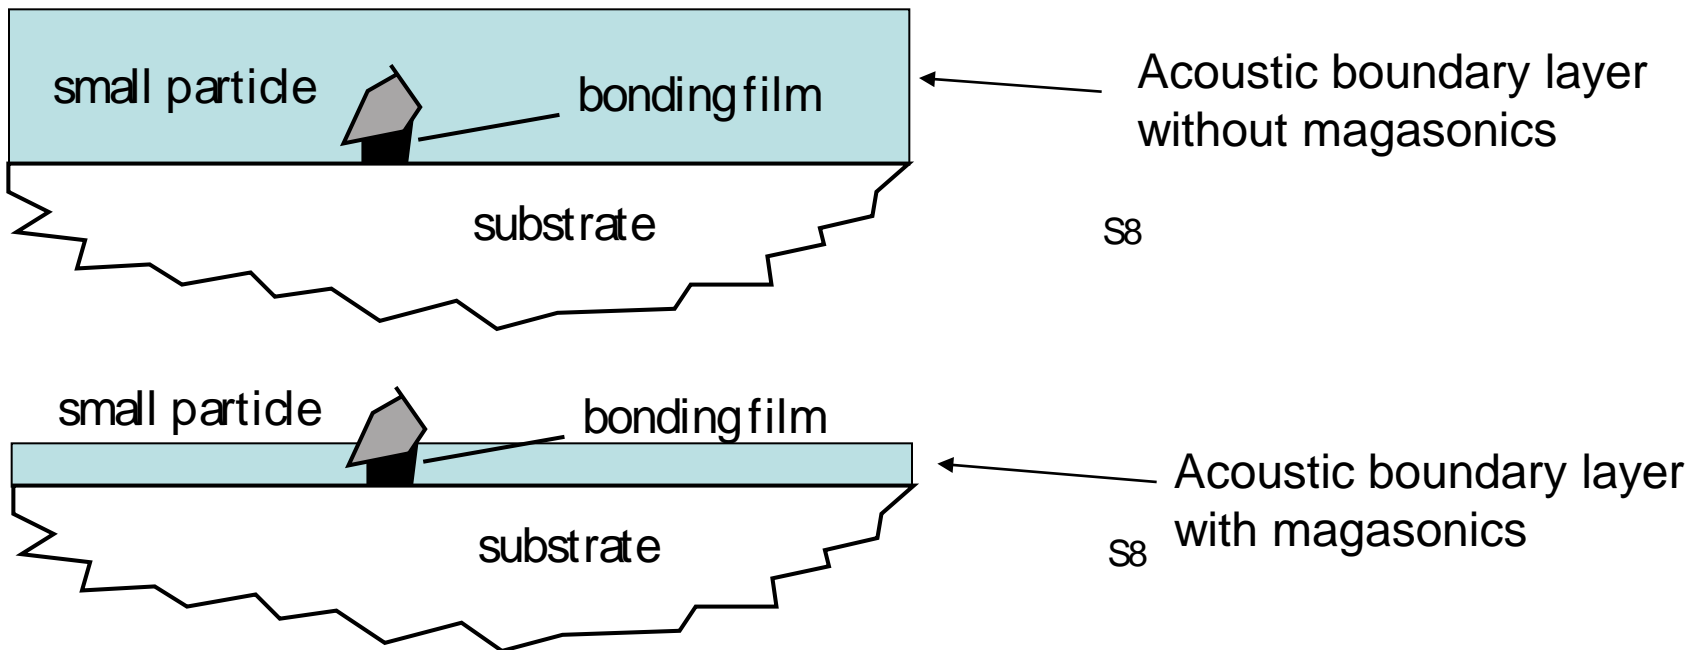 small particle
bonding film
Acoustic boundary layer
without magasonics
substrate
S8
small particle
bonding film
Acoustic boundary layer
with magasonics
substrate
S8